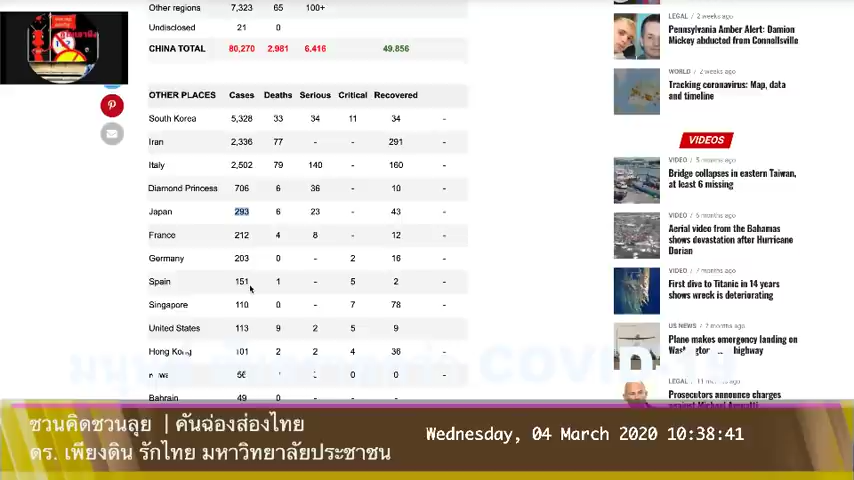 Other regions 7,323 65 100+
Undisclosed 21 0
CHINA TOTAL 80,270 2,981 6,416 49,856
OTHER PLACES Cases Deaths Serious Critical Recovered
South Korea 5,328 33 34 11 34 -
Iran 2,336 77 - - 291 -
Italy 2,502 79 140 - 160 -
Diamond Princess 706 6 36 - 10 -
Japan 293 6 23 - 43 -
France 212 4 8 - 12 -
Germany 203 0 - 2 16 -
Spain 151 1 - 5 2 -
Singapore 110 0 - 7 78 -
United States 113 9 2 5 9 -
Hong Kong 101 2 2 4 36 -
0 0 -
Bahrain 49 0
LEGAL / 2 weeks ago
Pennsylvania Amber Alert: Damion
Mickey abducted from Connellsville
WORLD / 2 weeks ago
Tracking coronavirus: Map, data
and timeline
VIDEOS
VIDEO / 5 months ago
Bridge collapses in eastern Taiwan,
at least 6 missing
VIDEO / 6 months ago
Aerial video from the Bahamas
shows devastation after Hurricane
Dorian
VIDEO / 7 months ago
First dive to Titanic in 14 years
shows wreck is deteriorating
US NEWS / 7 months ago
Plane makes emergency landing on
highway
LEGAL / 11 months ago
Prosecutors announce charges
against Michael Avenatti
ชวนคิดชวนลุย | คันฉ่องส่องไทย
ดร. เพียงดิน รักไทย มหาวิทยาลัยประชาชน
Wednesday, 04 March 2020 10:38:41